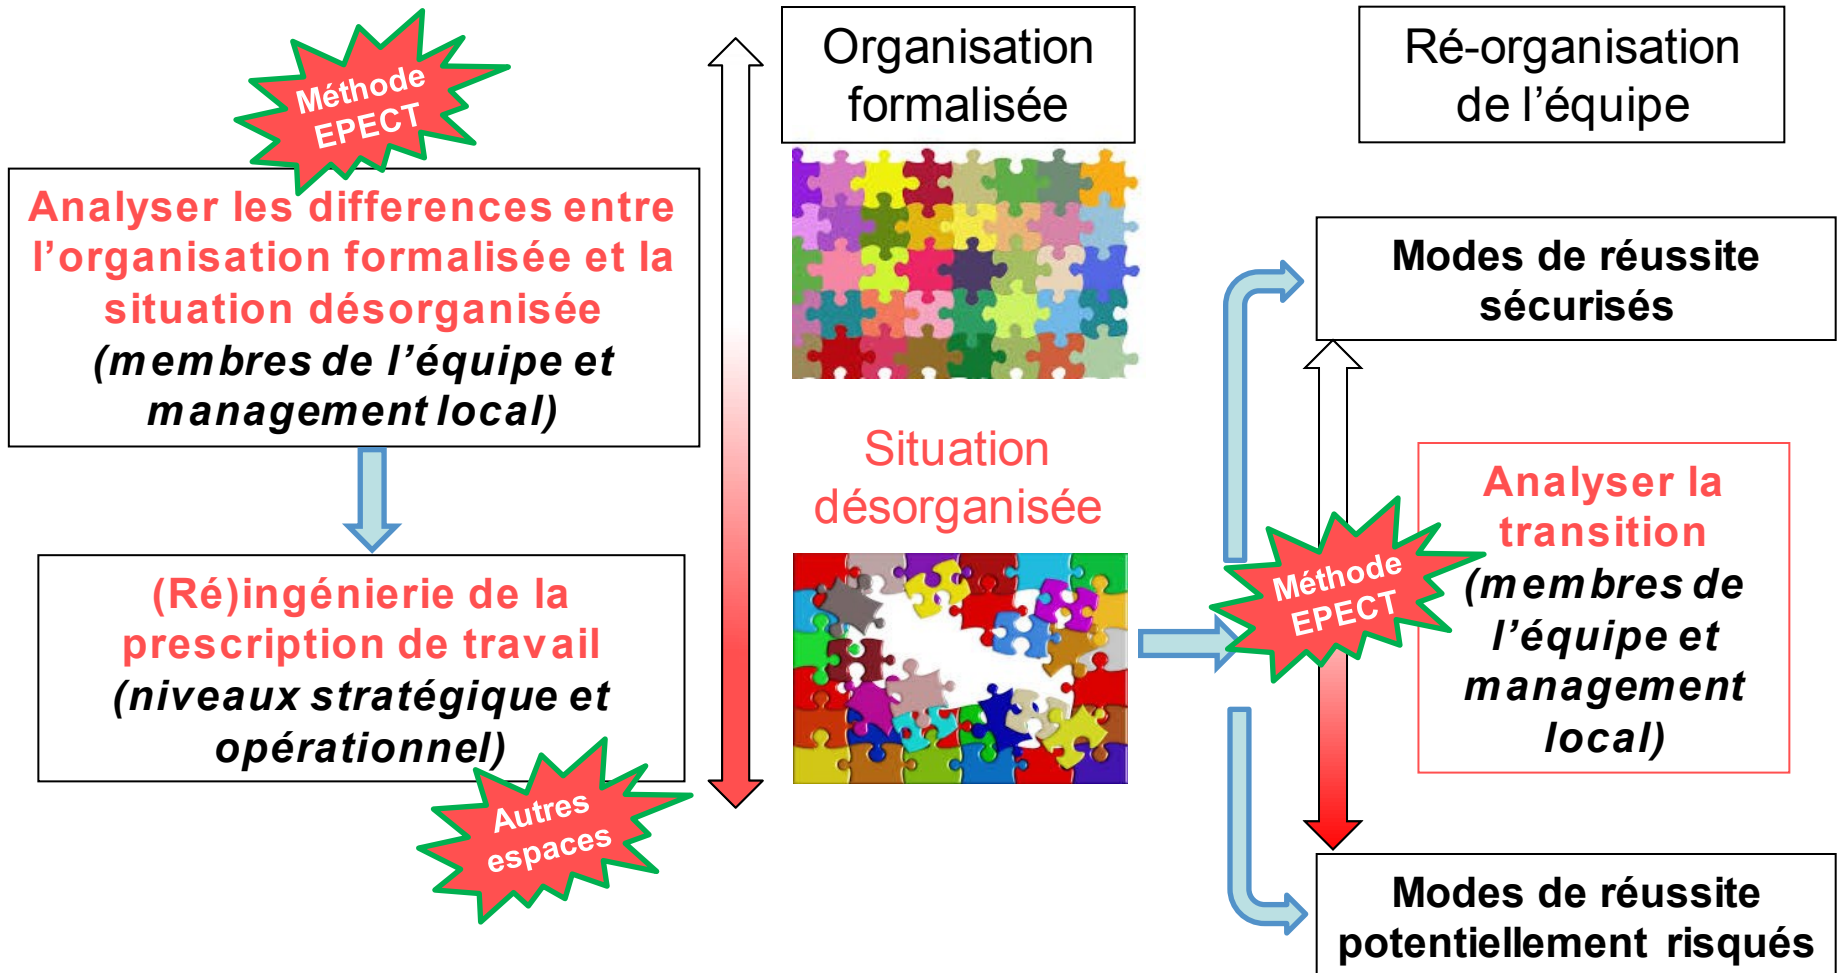 Méthode
EPECT
Analyser les differences entre
l’organisation formalisée et la
situation désorganisée
(membres de l’équipe et
management local)
(Ré)ingénierie de la
prescription de travail
(niveaux stratégique et
opérationnel)
Autres
espaces
Organisation
formalisée
Situation
désorganisée
Ré-organisation
de l’équipe
Modes de réussite
sécurisés
Méthode
EPECT
Analyser la
transition
(membres de
l’équipe et
management
local)
Modes de réussite
potentiellement risqués